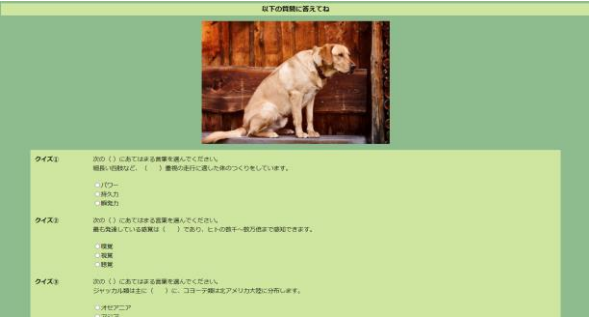 以下の質問に答えてね
クイズ①
次の（ ）にあてはまる言葉を選んでください。
細長い四肢など、（ ）重視の走行に適した体のつくりをしています。
パワー
持久力
瞬発力
クイズ②
次の（ ）にあてはまる言葉を選んでください。
最も発達している感覚は（ ）であり、ヒトの数千～数万倍まで感知できます。
嗅覚
視覚
聴覚
クイズ③
次の（ ）にあてはまる言葉を選んでください。
ジャッカル類は主に（ ）に、コヨーテ類は北アメリカ大陸に分布します。
オセアニア
アジア